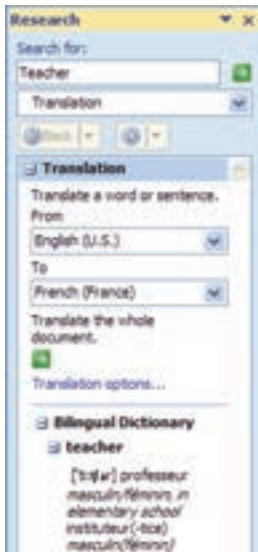 Research
Search for:
Teacher
Translation
Back
Translation
Translate a word or sentence.
From
English (U.S.)
To
French (France)
Translate the whole
document.
Translation options...
Bilingual Dictionary
teacher
professeur
masculin/féminin, in
elementary school
instituteur(-trice)
masculin(féminin)